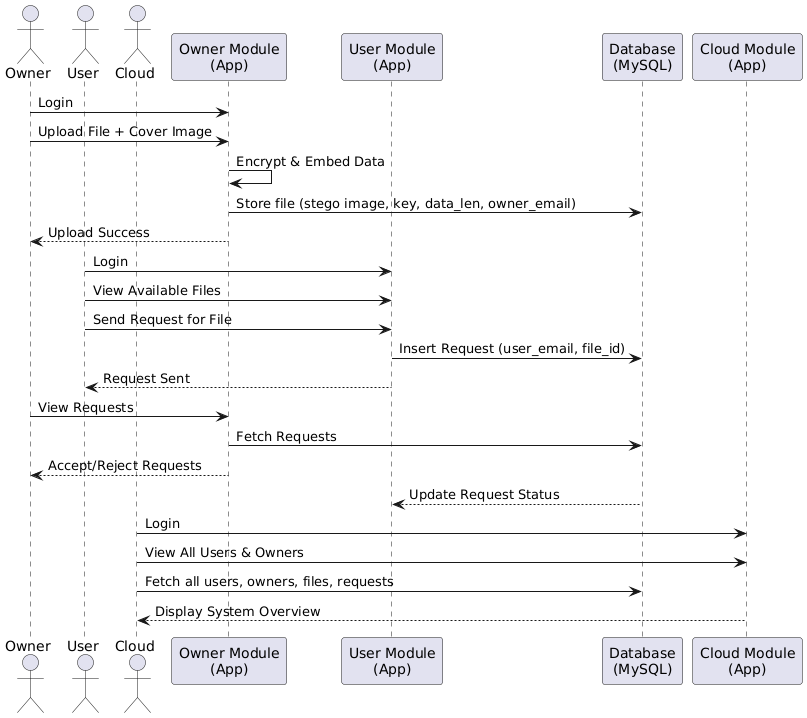 Owner
User
Cloud
Owner Module
(App)
User Module
(App)
Database
(MySQL)
Cloud Module
(App)
Login
Upload File + Cover Image
Encrypt & Embed Data
Store file (stego image, key, data_len, owner_email)
Upload Success
Login
View Available Files
Send Request for File
Insert Request (user_email, file_id)
Request Sent
View Requests
Fetch Requests
Accept/Reject Requests
Update Request Status
Login
View All Users & Owners
Fetch all users, owners, files, requests
Display System Overview
Owner
User
Cloud
Owner Module
(App)
User Module
(App)
Database
(MySQL)
Cloud Module
(App)